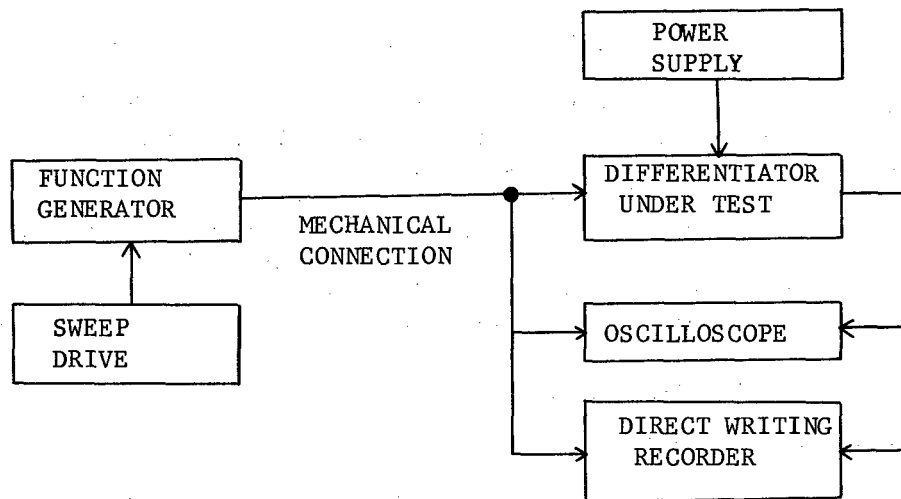 POWER
SUPPLY
FUNCTION
GENERATOR
MECHANICAL
CONNECTION
DIFFERENTIATOR
UNDER TEST
SWEEP
DRIVE
OSCILLOSCOPE
DIRECT WRITING
RECORDER